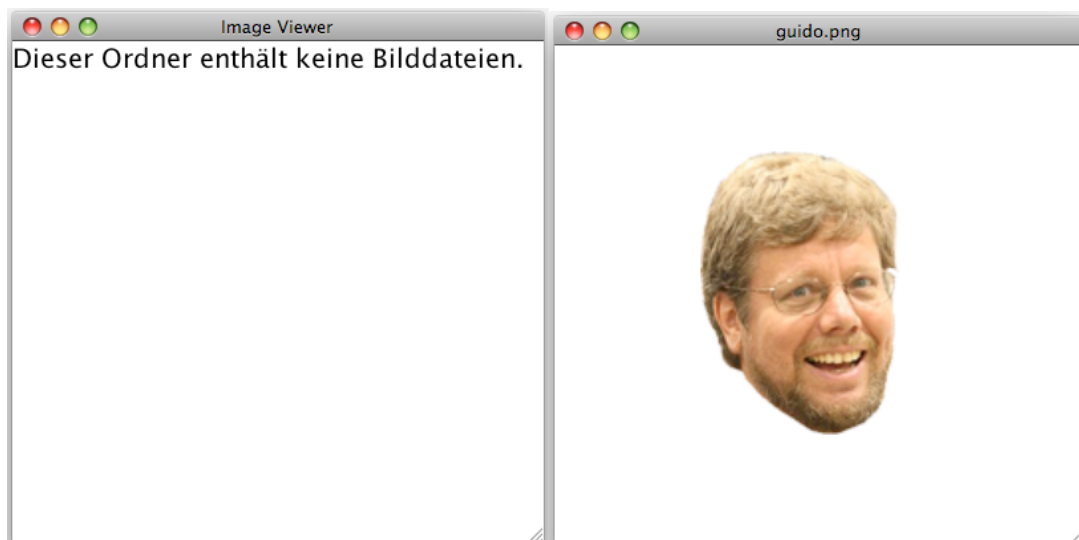 Image Viewer
Dieser Ordner enthält keine Bilddateien.
guido.png